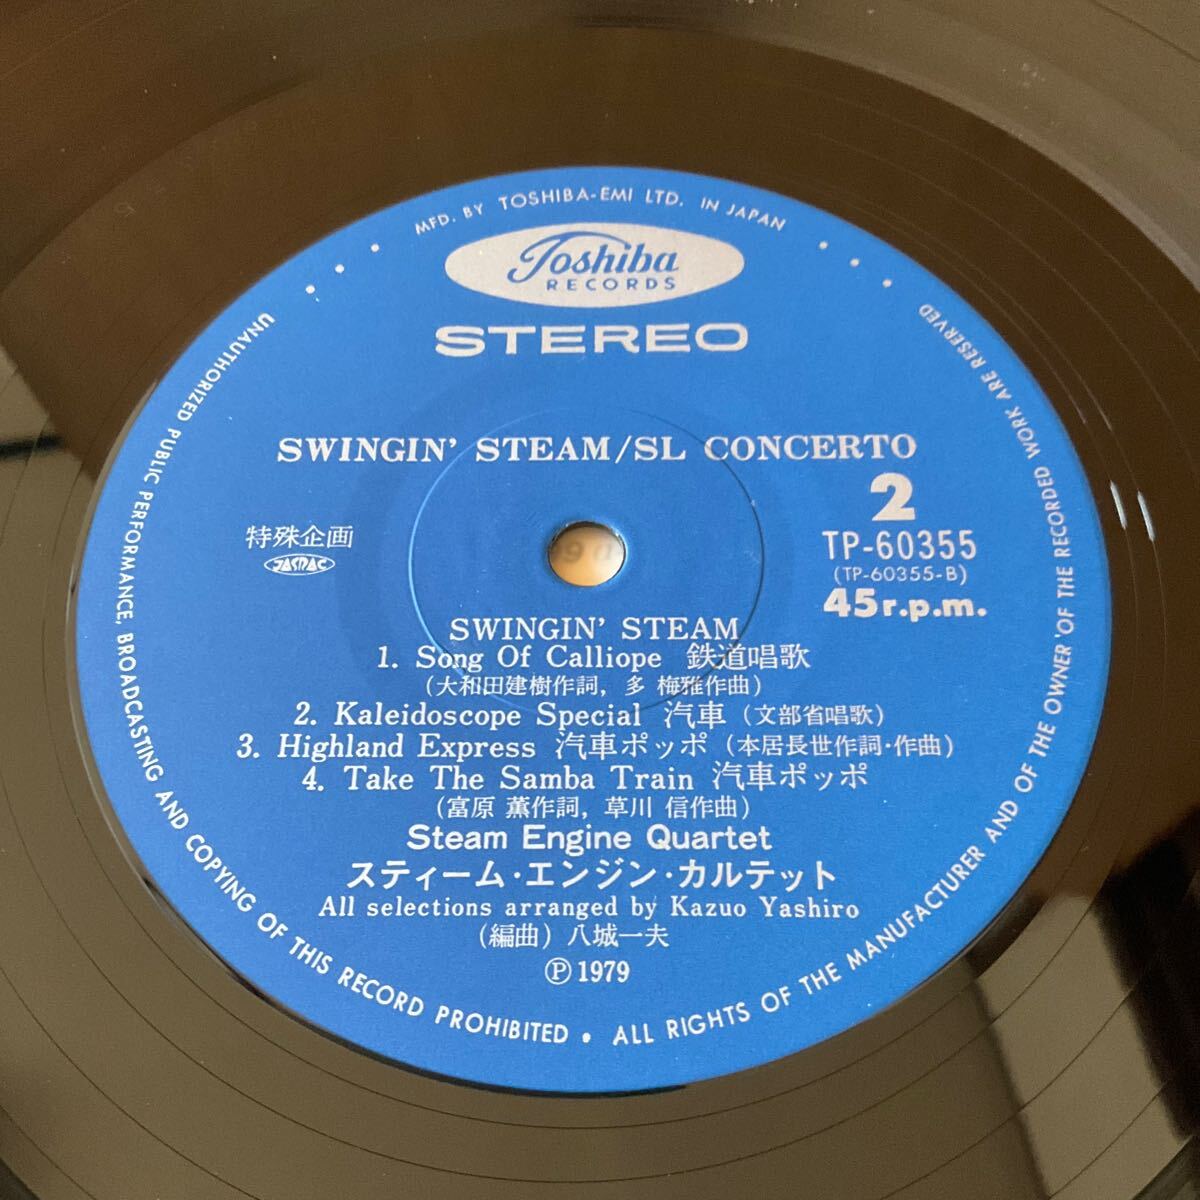 MFD. BY TOSHIBA-EMI LTD. IN JAPAN
Toshiba
RECORDS
STEREO
SWINGIN' STEAM/SL CONCERTO
2
特殊企画
JASRAC
TP-60355
(TP-60355-B)
45r.p.m.
SWINGIN' STEAM
1. Song Of Calliope 鉄道唱歌
(大和田建樹作詞, 多 梅雅作曲)
2. Kaleidoscope Special 汽車 (文部省唱歌)
3. Highland Express 汽車ポッポ (本居長世作詞・作曲)
4. Take The Samba Train 汽車ポッポ
(富原 薫作詞, 草川 信作曲)
Steam Engine Quartet
スティーム・エンジン・カルテット
All selections arranged by Kazuo Yashiro
(編曲) 八城一夫
Ⓟ 1979
UNAUTHORIZED PUBLIC PERFORMANCE, BROADCASTING AND COPYING OF THIS RECORD PROHIBITED • ALL RIGHTS OF THE MANUFACTURER AND OF THE OWNER OF THE RECORDED WORK ARE RESERVED